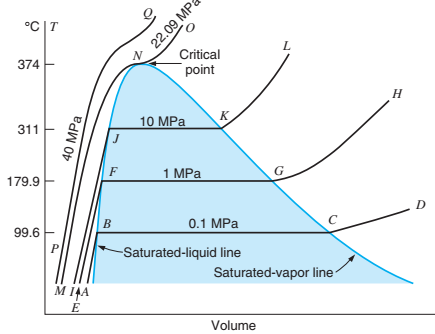 °C T
Q
O
22.09 MPa
N
Critical
point
374
L
H
40 MPa
10 MPa
K
311
J
F
1 MPa
G
179.9
D
B
0.1 MPa
C
99.6
P
Saturated-liquid line
Saturated-vapor line
M I A
E
Volume